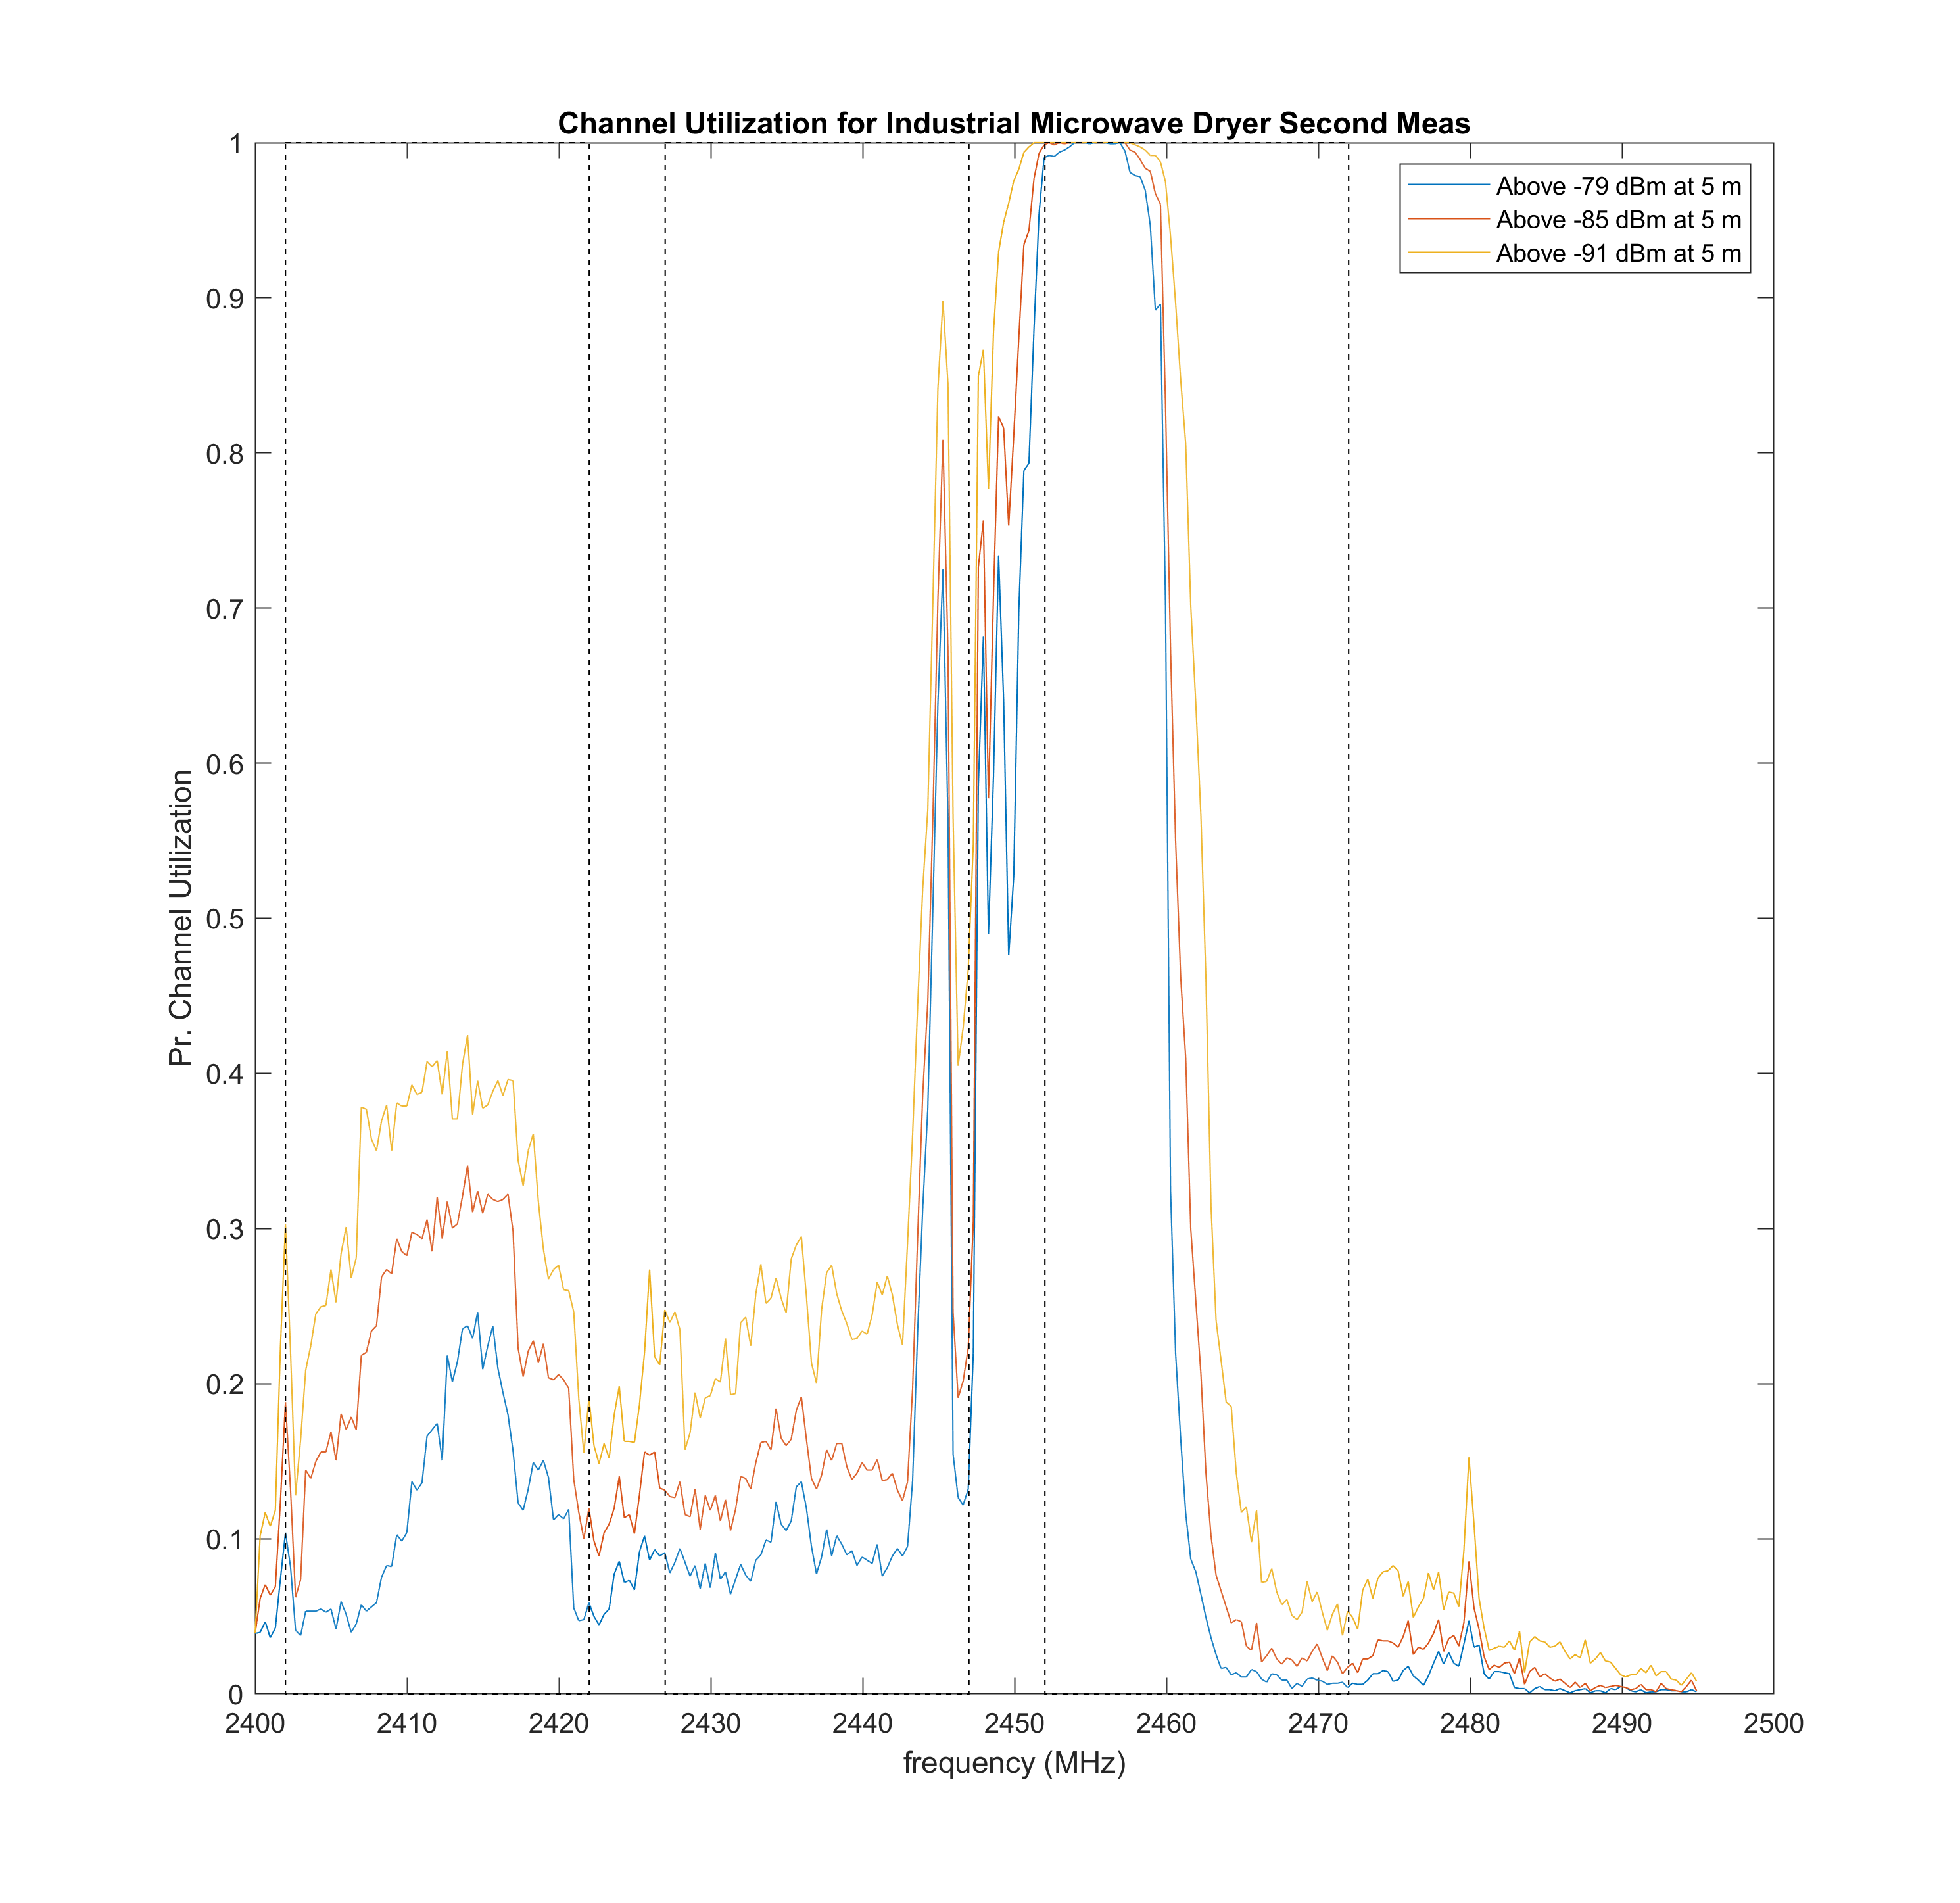 Channel Utilization for Industrial Microwave Dryer Second Meas
Above -79 dBm at 5 m
Above -85 dBm at 5 m
Above -91 dBm at 5 m
Pr. Channel Utilization
1
0.9
0.8
0.7
0.6
0.5
0.4
0.3
0.2
0.1
0
2400 2410 2420 2430 2440 2450 2460 2470 2480 2490 2500
frequency (MHz)